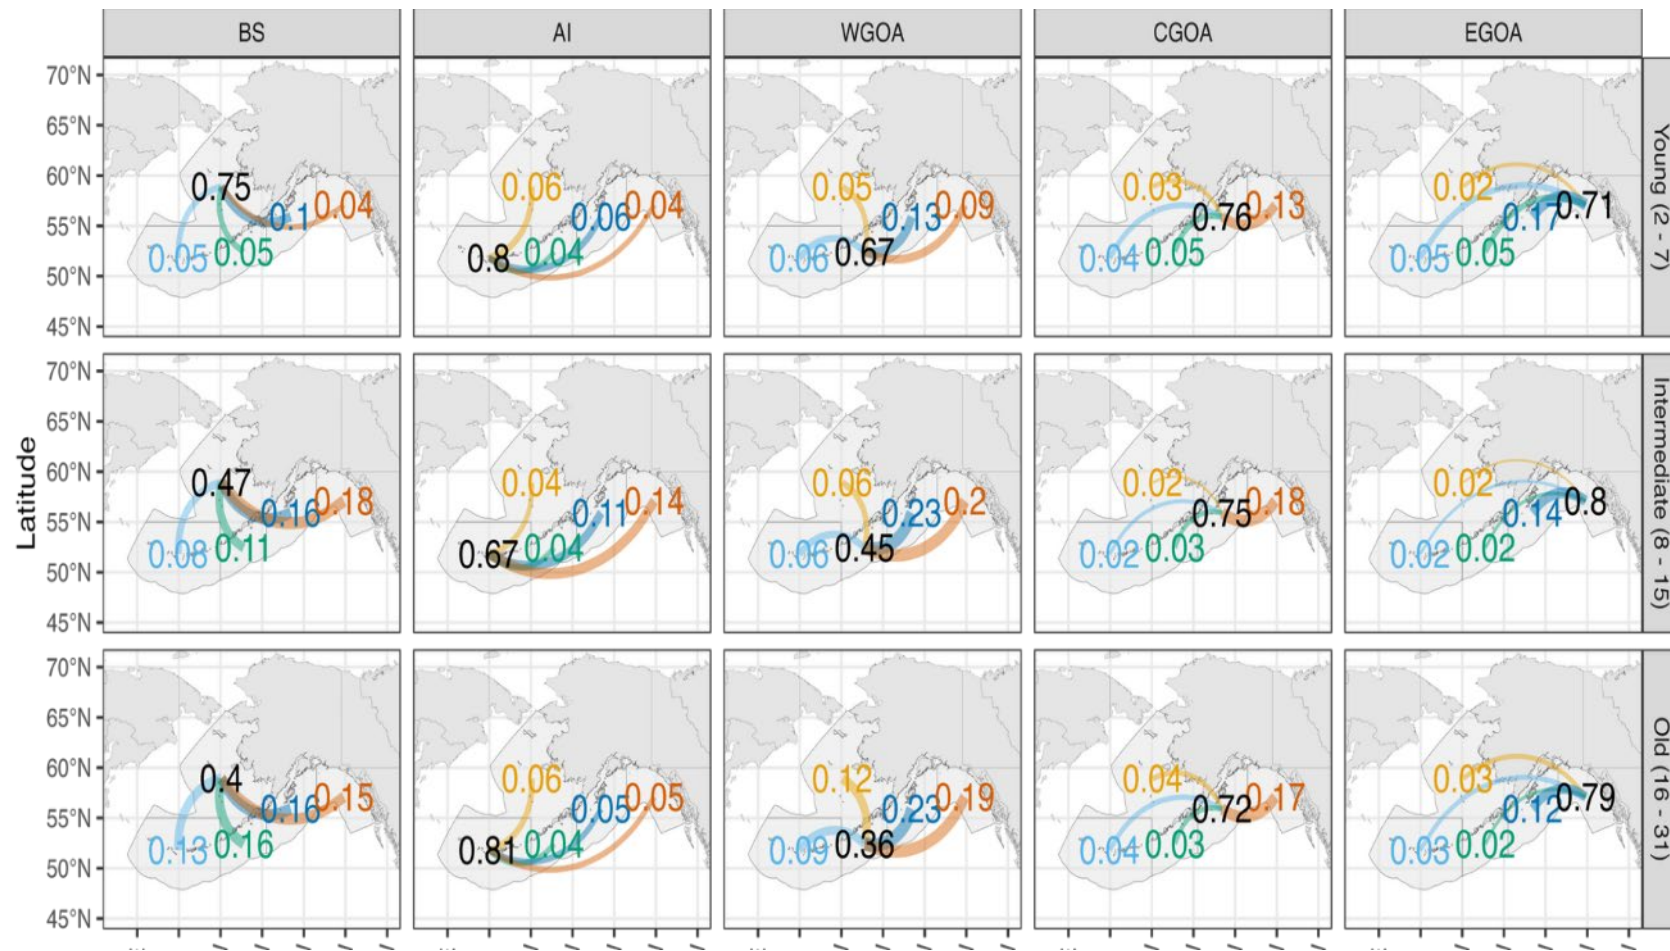 BS AI WGOA CGOA EGOA
70°N
65°N
60°N
55°N
50°N
45°N
0.75 0.1 0.04 0.05 0.05
0.06 0.06 0.04 0.8 0.04
0.05 0.13 0.09 0.06 0.67
0.03 0.76 0.13 0.04 0.05
0.02 0.17 0.71 0.05 0.05
Young (2 - 7)
70°N
65°N
60°N
55°N
50°N
45°N
0.47 0.16 0.18 0.08 0.11
0.04 0.11 0.14 0.67 0.04
0.06 0.23 0.2 0.06 0.45
0.02 0.75 0.18 0.02 0.03
0.02 0.14 0.8 0.02 0.02
Intermediate (8 - 15)
Latitude
70°N
65°N
60°N
55°N
50°N
45°N
0.4 0.16 0.15 0.13 0.16
0.06 0.05 0.05 0.81 0.04
0.12 0.23 0.19 0.09 0.36
0.04 0.72 0.17 0.04 0.03
0.03 0.12 0.79 0.03 0.02
Old (16 - 31)